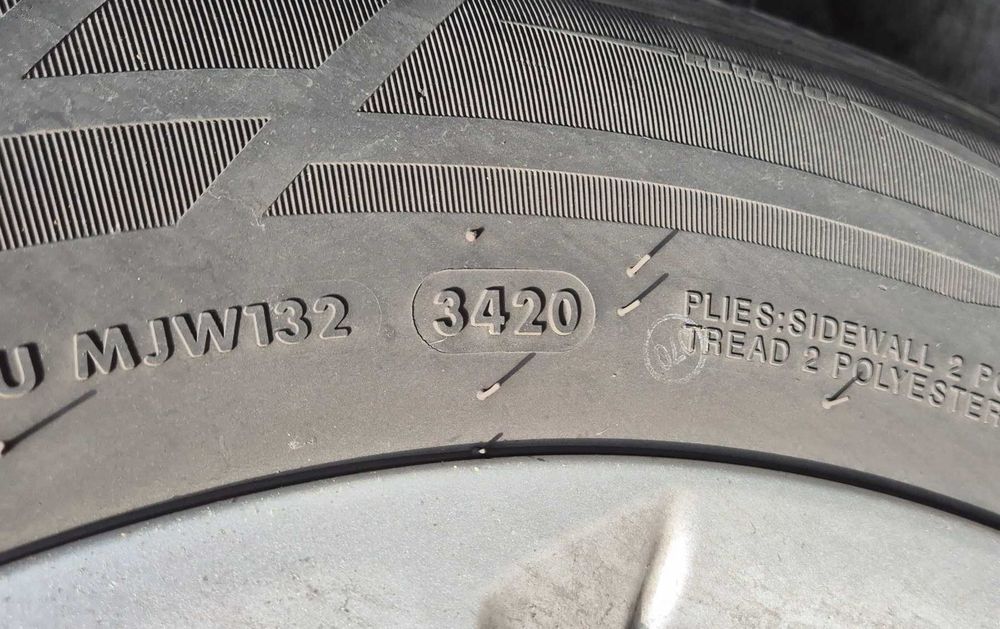 U MJW132 3420
PLIES:SIDEWALL 2 PO
TREAD 2 POLYESTER